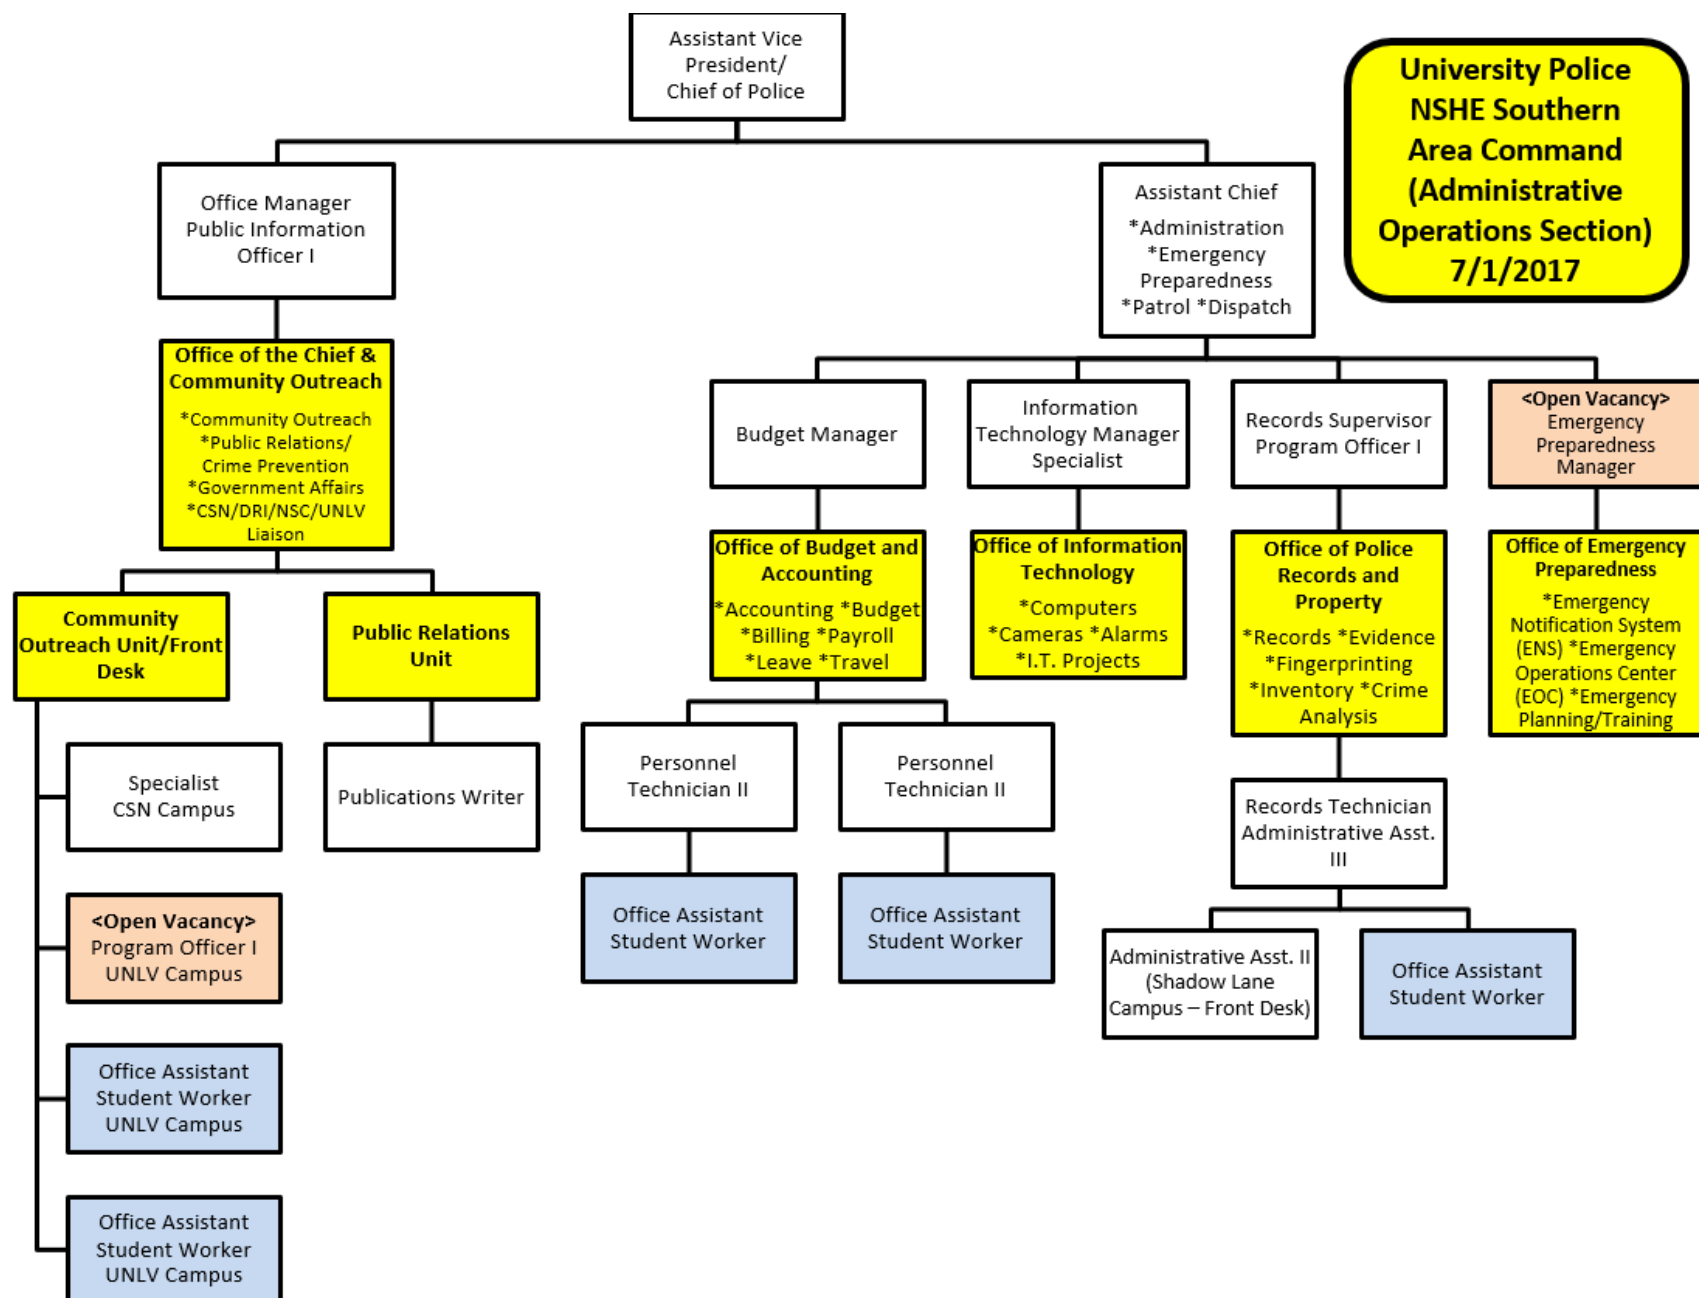 Assistant Vice
President/
Chief of Police
University Police
NSHE Southern
Area Command
(Administrative
Operations Section)
7/1/2017
Office Manager
Public Information
Officer I
Assistant Chief
*Administration
*Emergency
Preparedness
*Patrol *Dispatch
Office of the Chief &
Community Outreach
*Community Outreach
*Public Relations/
Crime Prevention
*Government Affairs
*CSN/DRI/NSC/UNLV
Liaison
Budget Manager
Information
Technology Manager
Specialist
Records Supervisor
Program Officer I
<Open Vacancy>
Emergency
Preparedness
Manager
Office of Budget and
Accounting
*Accounting *Budget
*Billing *Payroll
*Leave *Travel
Office of Information
Technology
*Computers
*Cameras *Alarms
*I.T. Projects
Office of Police
Records and
Property
*Records *Evidence
*Fingerprinting
*Inventory *Crime
Analysis
Office of Emergency
Preparedness
*Emergency
Notification System
(ENS) *Emergency
Operations Center
(EOC) *Emergency
Planning/Training
Community
Outreach Unit/Front
Desk
Public Relations
Unit
Specialist
CSN Campus
Publications Writer
Personnel
Technician II
Personnel
Technician II
Records Technician
Administrative Asst.
III
<Open Vacancy>
Program Officer I
UNLV Campus
Office Assistant
Student Worker
Office Assistant
Student Worker
Administrative Asst. II
(Shadow Lane
Campus – Front Desk)
Office Assistant
Student Worker
Office Assistant
Student Worker
UNLV Campus
Office Assistant
Student Worker
UNLV Campus